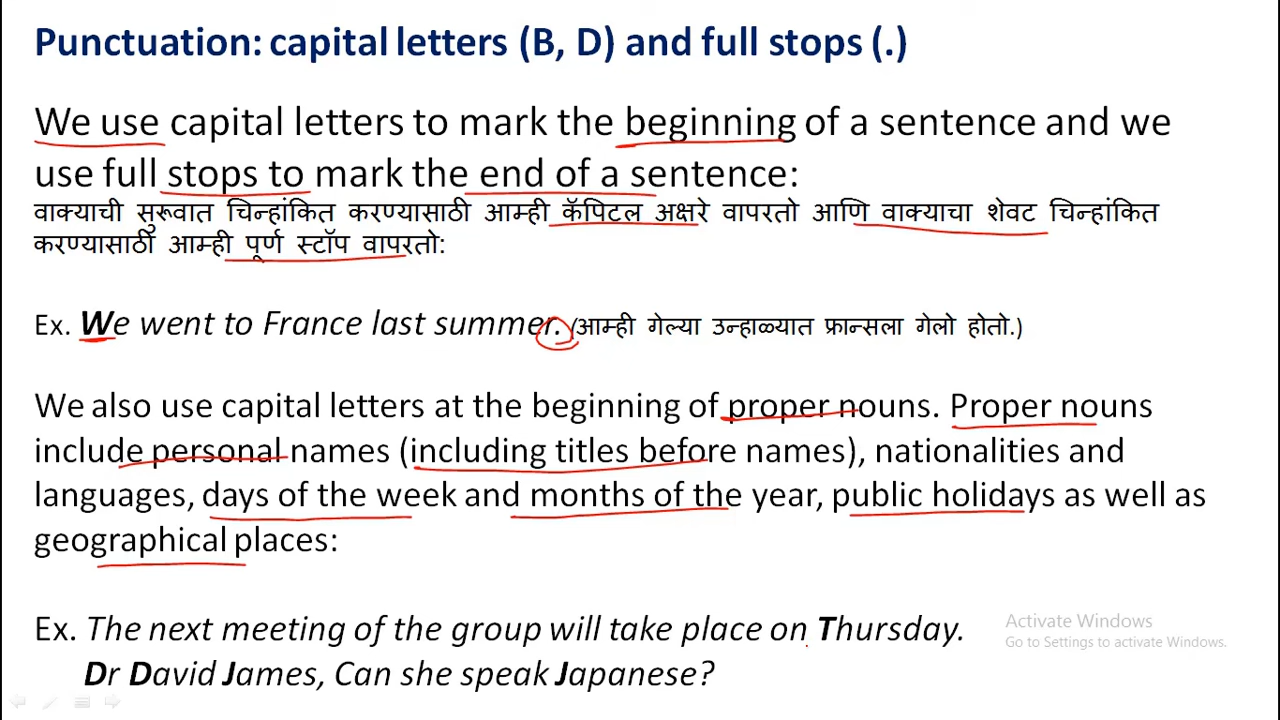 Punctuation: capital letters (B, D) and full stops (.)
We use capital letters to mark the beginning of a sentence and we
use full stops to mark the end of a sentence:
वाक्याची सुरूवात चिन्हांकित करण्यासाठी आम्ही कॅपिटल अक्षरे वापरतो आणि वाक्याचा शेवट चिन्हांकित
करण्यासाठी आम्ही पूर्ण स्टॉप वापरतो:
Ex. We went to France last summer. (आम्ही गेल्या उन्हाळ्यात फ्रान्सला गेलो होतो.)
We also use capital letters at the beginning of proper nouns. Proper nouns
include personal names (including titles before names), nationalities and
languages, days of the week and months of the year, public holidays as well as
geographical places:
Ex. The next meeting of the group will take place on Thursday.
Dr David James, Can she speak Japanese?
Activate Windows
Go to Settings to activate Windows.